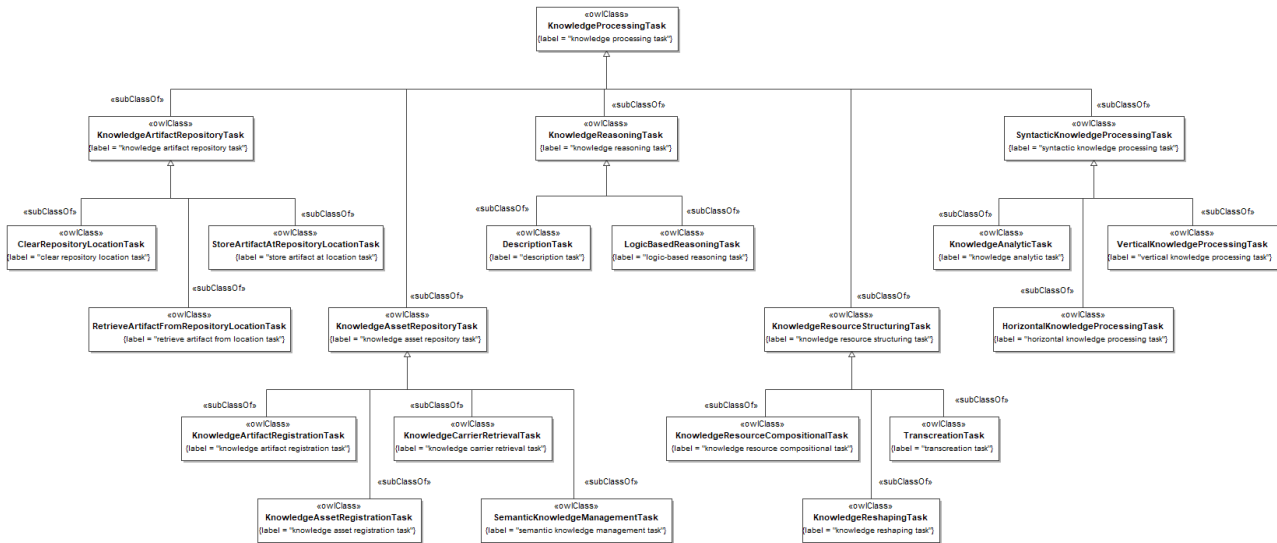 «owlClass»
KnowledgeProcessingTask
{label = "knowledge processing task"}
«subClassOf»
«subClassOf»
«subClassOf»
«subClassOf»
«subClassOf»
«owlClass»
KnowledgeArtifactRepositoryTask
{label = "knowledge artifact repository task"}
«owlClass»
KnowledgeReasoningTask
{label = "knowledge reasoning task"}
«owlClass»
SyntacticKnowledgeProcessingTask
{label = "syntactic knowledge processing task"}
«subClassOf»
«subClassOf»
«subClassOf»
«subClassOf»
«subClassOf»
«subClassOf»
«owlClass»
ClearRepositoryLocationTask
{label = "clear repository location task"}
«owlClass»
StoreArtifactAtRepositoryLocationTask
{label = "store artifact at location task"}
«owlClass»
DescriptionTask
{label = "description task"}
«owlClass»
LogicBasedReasoningTask
{label = "logic-based reasoning task"}
«owlClass»
KnowledgeAnalyticTask
{label = "knowledge analytic task"}
«owlClass»
VerticalKnowledgeProcessingTask
{label = "vertical knowledge processing task"}
«subClassOf»
«subClassOf»
«owlClass»
RetrieveArtifactFromRepositoryLocationTask
{label = "retrieve artifact from location task"}
«owlClass»
KnowledgeAssetRepositoryTask
{label = "knowledge asset repository task"}
«owlClass»
KnowledgeResourceStructuringTask
{label = "knowledge resource structuring task"}
«owlClass»
HorizontalKnowledgeProcessingTask
{label = "horizontal knowledge processing task"}
«subClassOf»
«subClassOf»
«subClassOf»
«subClassOf»
«owlClass»
KnowledgeArtifactRegistrationTask
{label = "knowledge artifact registration task"}
«owlClass»
KnowledgeCarrierRetrievalTask
{label = "knowledge carrier retrieval task"}
«owlClass»
KnowledgeResourceCompositionalTask
{label = "knowledge resource compositional task"}
«owlClass»
TranscreationTask
{label = "transcreation task"}
«subClassOf»
«subClassOf»
«subClassOf»
«owlClass»
KnowledgeAssetRegistrationTask
{label = "knowledge asset registration task"}
«owlClass»
SemanticKnowledgeManagementTask
{label = "semantic knowledge management task"}
«owlClass»
KnowledgeReshapingTask
{label = "knowledge reshaping task"}